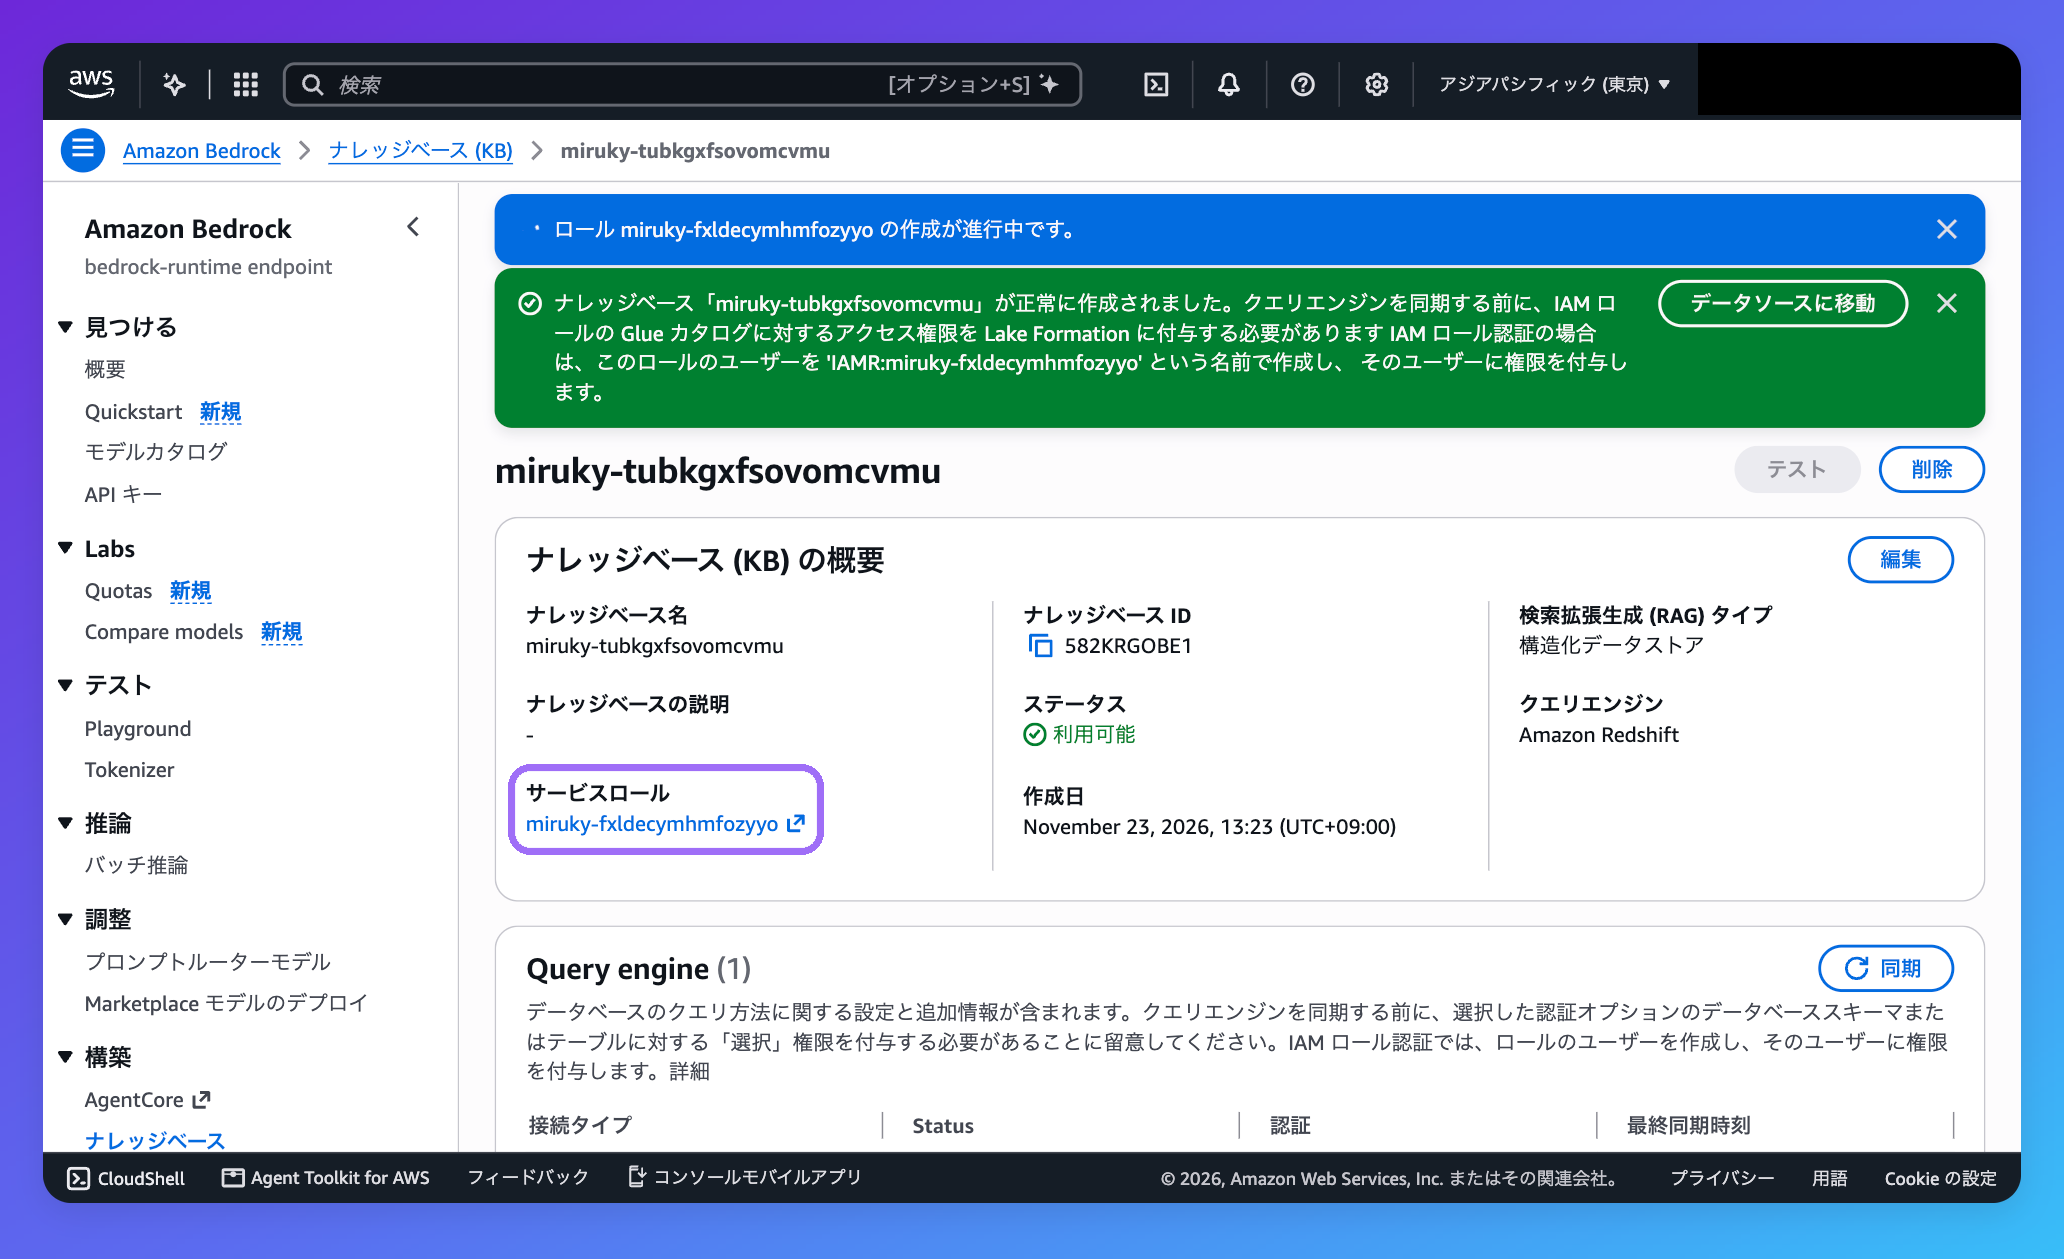 aws
検索
[オプション+S]
アジアパシフィック (東京) ▼
Amazon Bedrock
ナレッジベース (KB)
miruky-tubkgxfsovomcvmu
Amazon Bedrock
bedrock-runtime endpoint
見つける
概要
Quickstart 新規
モデルカタログ
API キー
Labs
Quotas 新規
Compare models 新規
テスト
Playground
Tokenizer
推論
バッチ推論
調整
プロンプトルーターモデル
Marketplace モデルのデプロイ
構築
AgentCore
ナレッジベース
ロール miruky-fxldecymhmfozyyo の作成が進行中です。
ナレッジベース「miruky-tubkgxfsovomcvmu」が正常に作成されました。クエリエンジンを同期する前に、IAM ロ
ールの Glue カタログに対するアクセス権限を Lake Formation に付与する必要があります IAM ロール認証の場合
は、このロールのユーザーを 'IAMR:miruky-fxldecymhmfozyyo' という名前で作成し、 そのユーザーに権限を付与し
ます。
データソースに移動
miruky-tubkgxfsovomcvmu
テスト
削除
ナレッジベース (KB) の概要
編集
ナレッジベース名
miruky-tubkgxfsovomcvmu
ナレッジベースの説明
-
サービスロール
miruky-fxldecymhmfozyyo
ナレッジベース ID
582KRGOBE1
ステータス
利用可能
作成日
November 23, 2026, 13:23 (UTC+09:00)
検索拡張生成 (RAG) タイプ
構造化データストア
クエリエンジン
Amazon Redshift
Query engine (1)
同期
データベースのクエリ方法に関する設定と追加情報が含まれます。クエリエンジンを同期する前に、選択した認証オプションのデータベーススキーマまた
はテーブルに対する「選択」権限を付与する必要があることに留意してください。IAM ロール認証では、ロールのユーザーを作成し、そのユーザーに権限
を付与します。詳細
接続タイプ
Status
認証
最終同期時刻
CloudShell
Agent Toolkit for AWS
フィードバック
コンソールモバイルアプリ
© 2026, Amazon Web Services, Inc. またはその関連会社。
プライバシー
用語
Cookie の設定